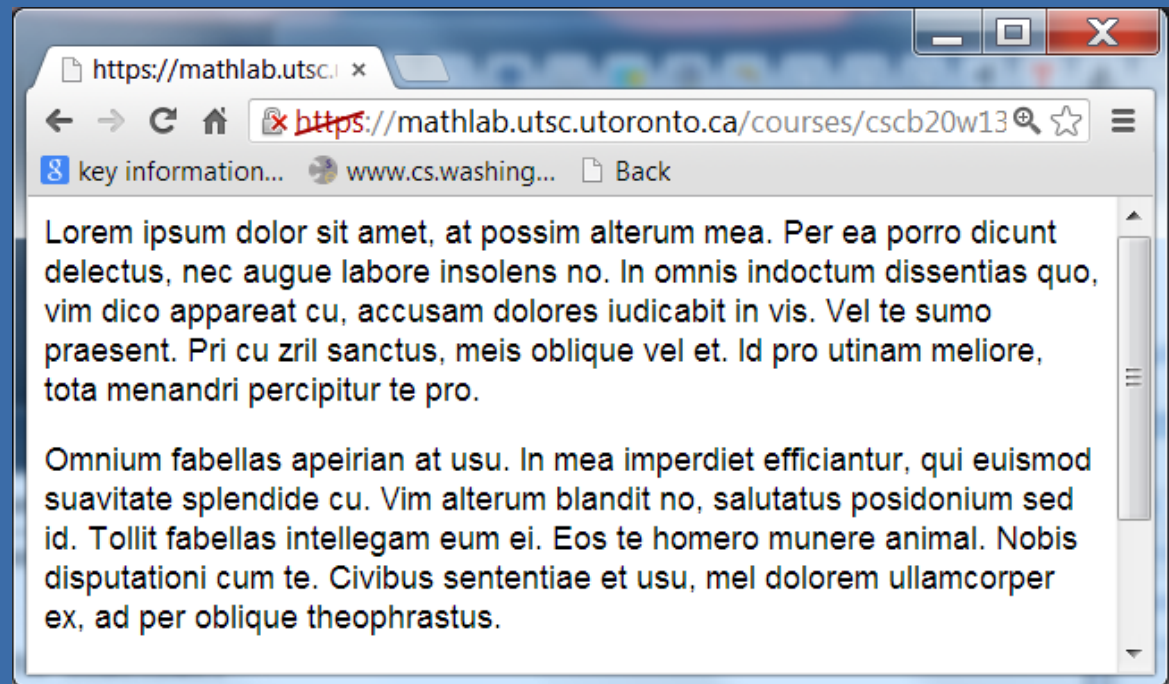 https://mathlab.utsc.
https://mathlab.utsc.utoronto.ca/courses/cscb20w13
8 key information... www.cs.washing... Back
Lorem ipsum dolor sit amet, at possim alterum mea. Per ea porro dicunt
delectus, nec augue labore insolens no. In omnis indoctum dissentias quo,
vim dico appareat cu, accusam dolores iudicabit in vis. Vel te sumo
praesent. Pri cu zril sanctus, meis oblique vel et. Id pro utinam meliore,
tota menandri percipitur te pro.
Omnium fabellas apeirian at usu. In mea imperdiet efficiantur, qui euismod
suavitate splendide cu. Vim alterum blandit no, salutatus posidonium sed
id. Tollit fabellas intellegam eum ei. Eos te homero munere animal. Nobis
disputationi cum te. Civibus sententiae et usu, mel dolorem ullamcorper
ex, ad per oblique theophrastus.